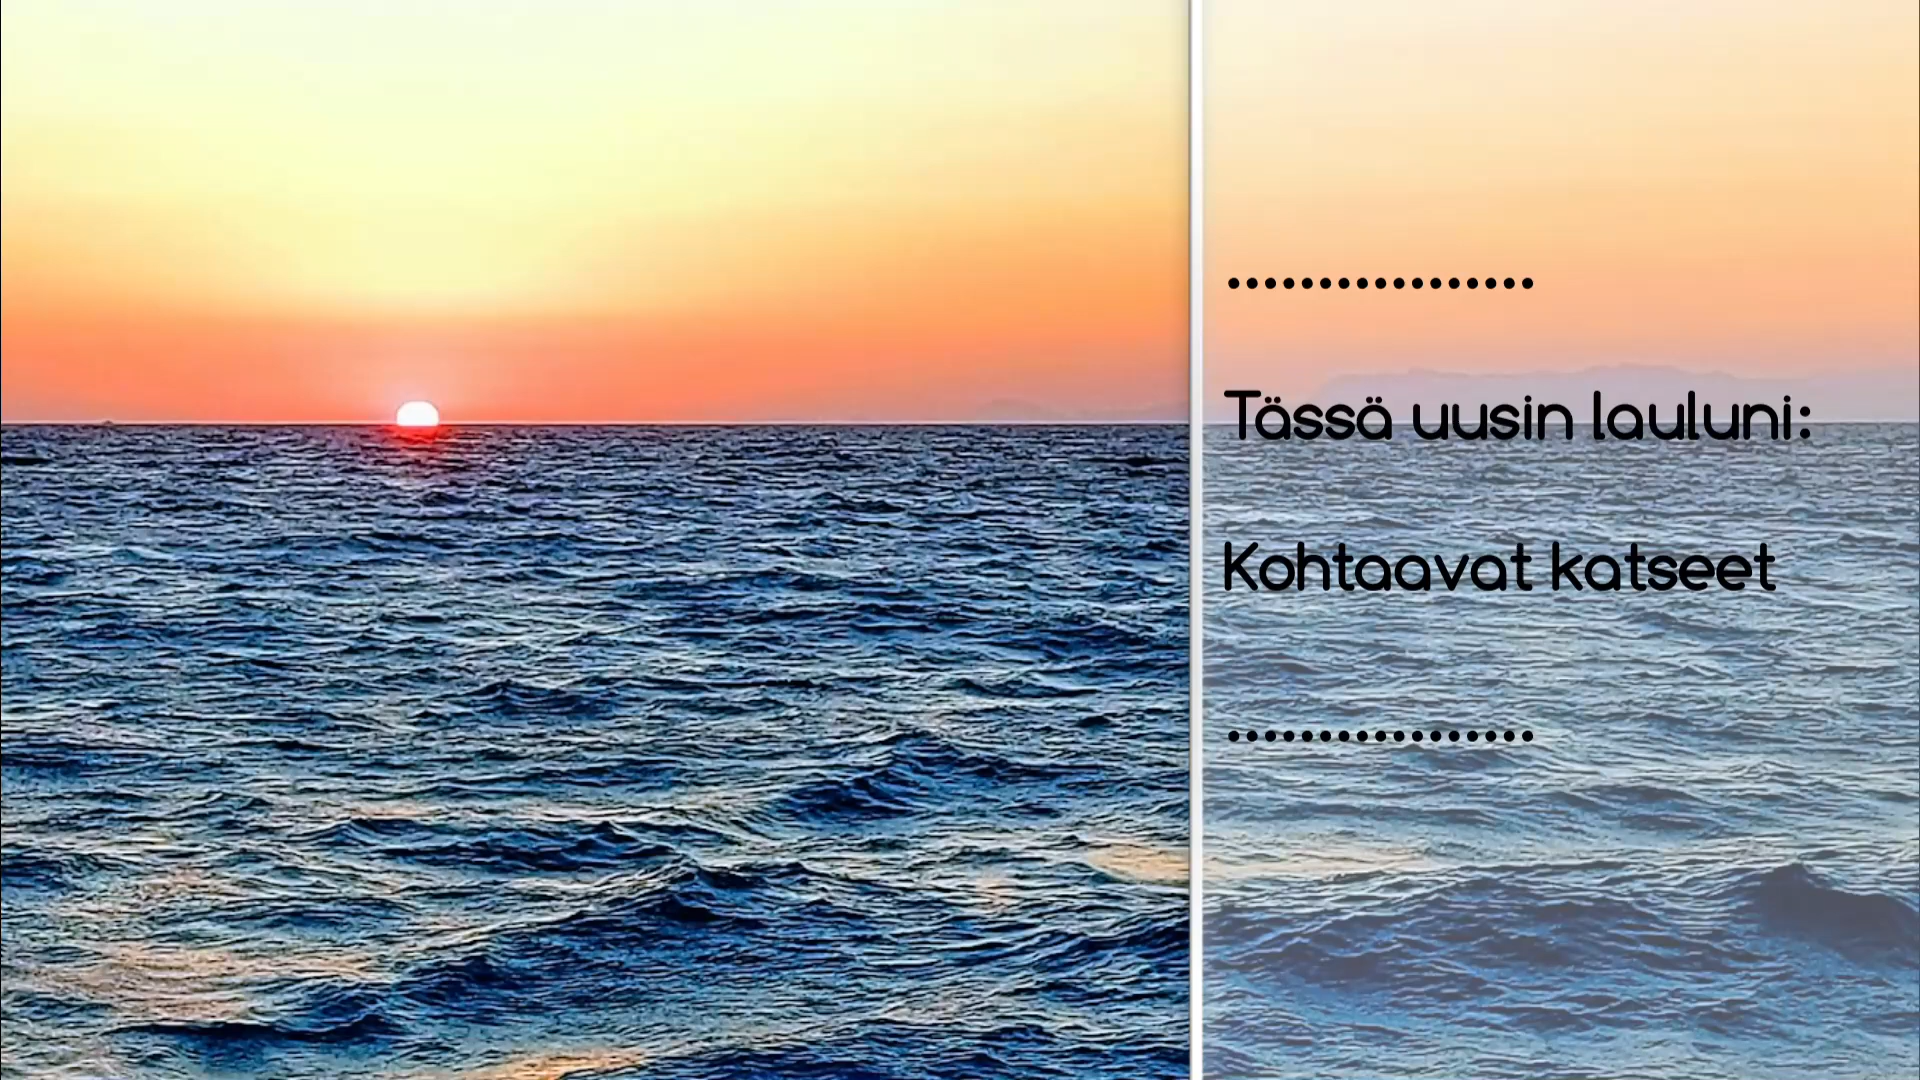 .................
Tässä uusin lauluni:
Kohtaavat katseet
.................